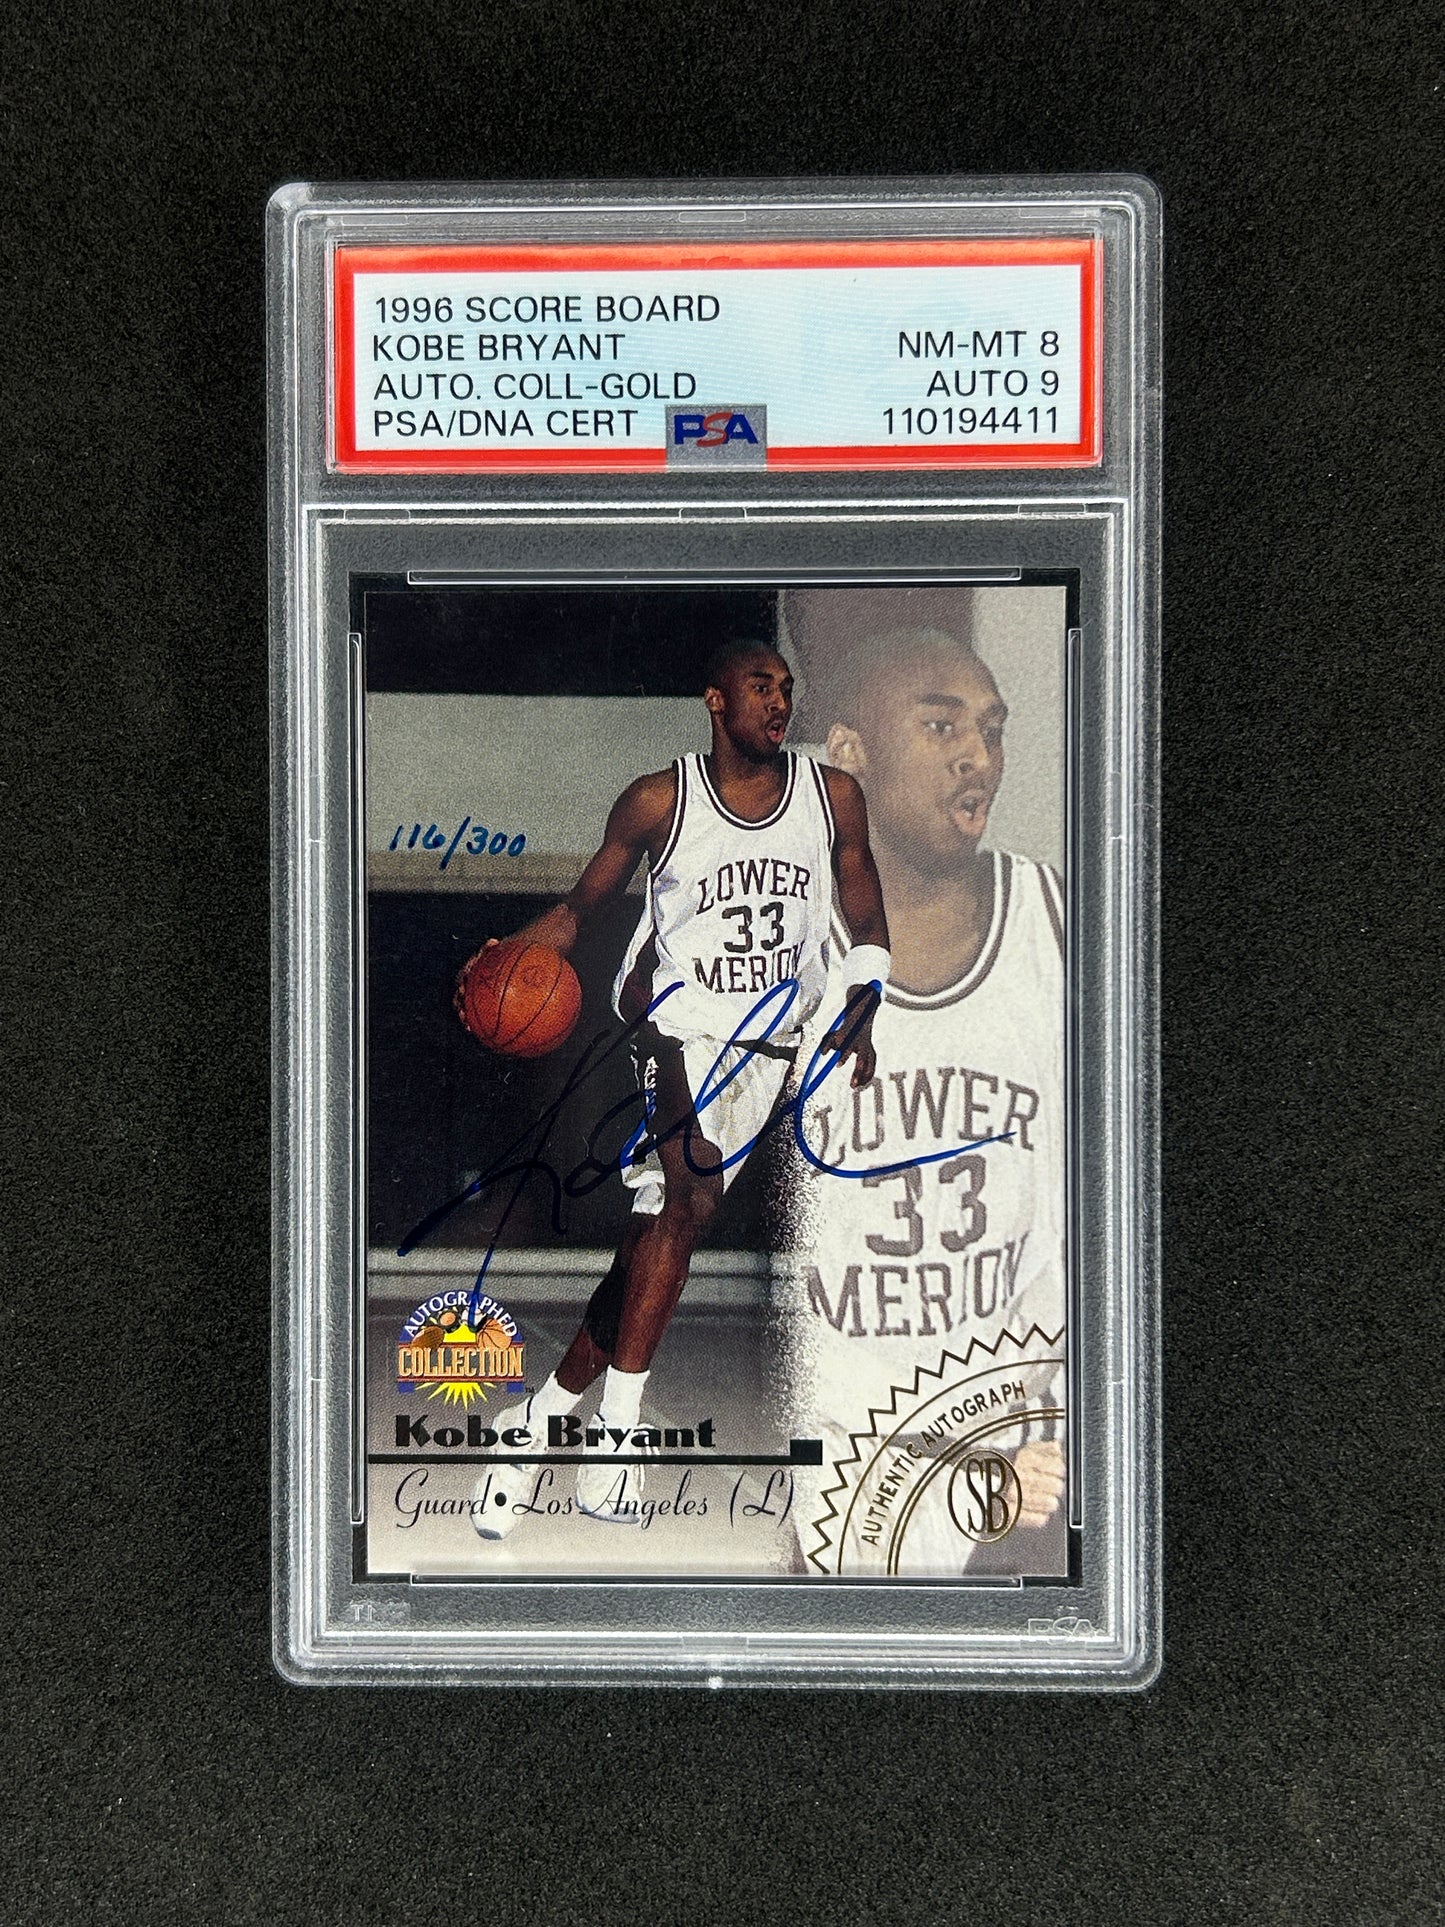 1996 SCORE BOARD
KOBE BRYANT NM-MT 8
AUTO. COLL-GOLD AUTO 9
PSA/DNA CERT PSA 110194411
116/300
LOWER
33
MERION
LOWER
33
MERION
AUTOGRAPHED
COLLECTION
Kobe Bryant
Guard • Los Angeles (L)
AUTHENTIC AUTOGRAPH
SB
PSA